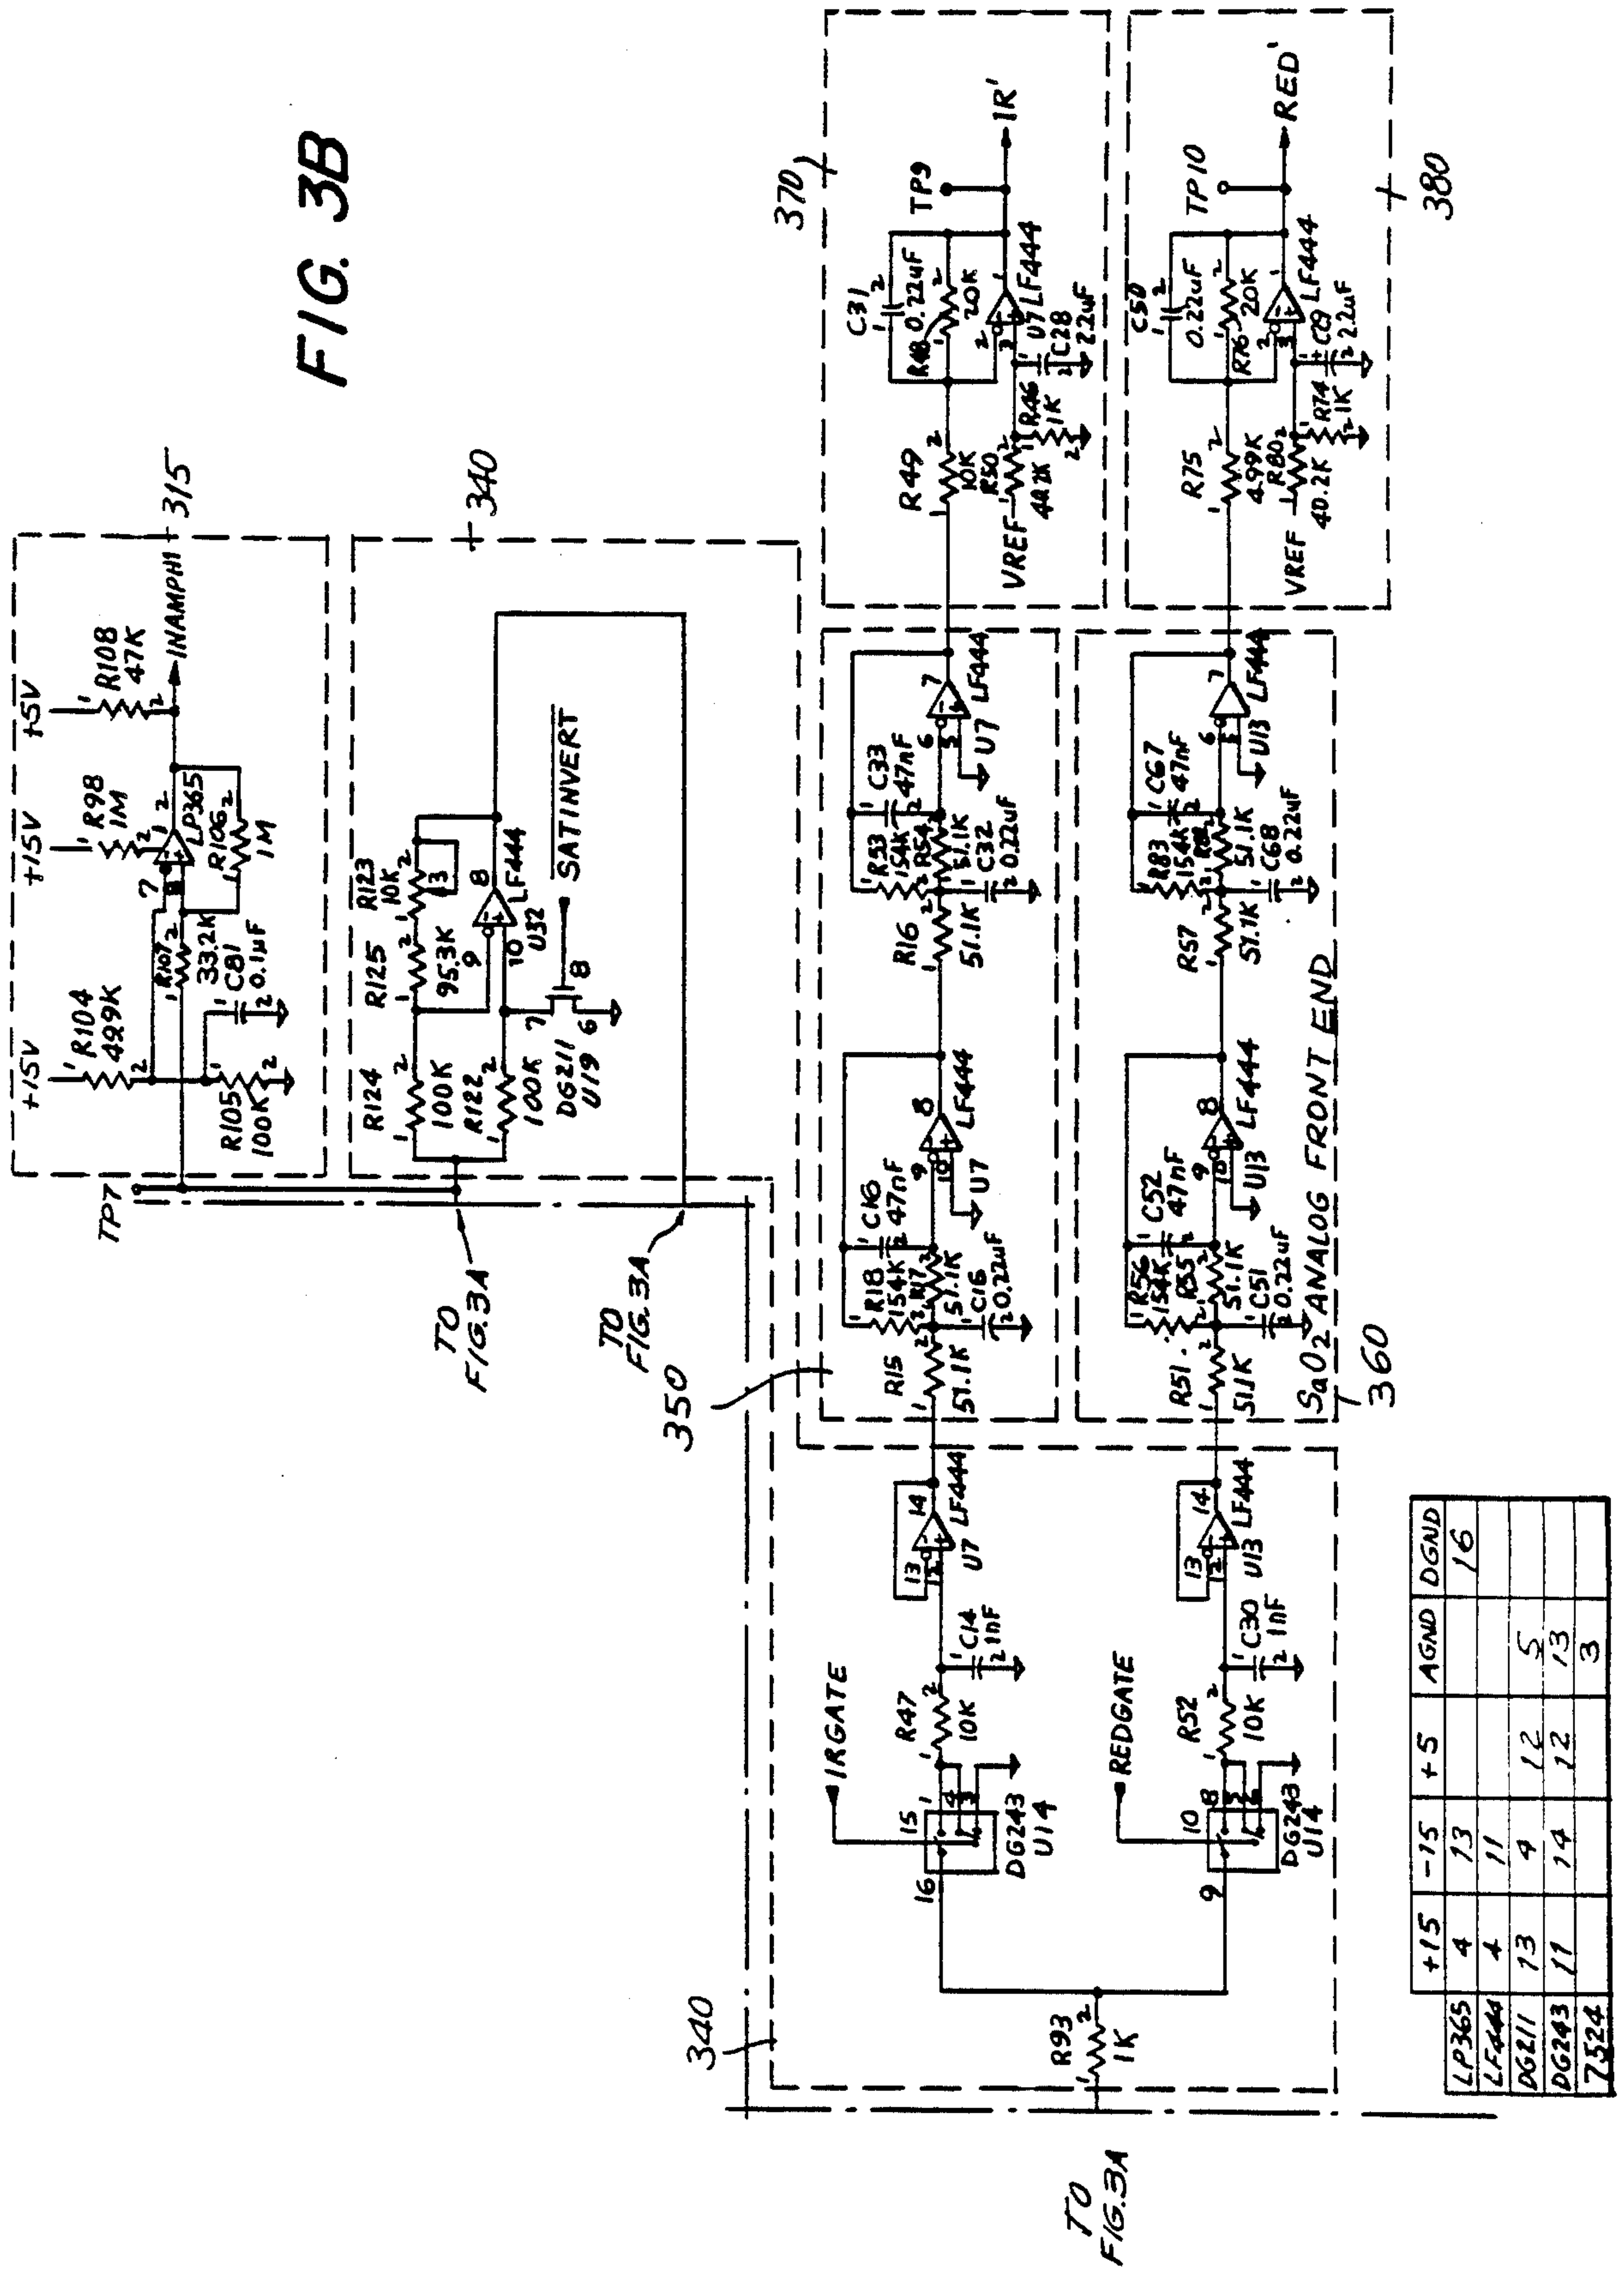 FIG. 3B
+15V
+15V
+5V
R104
499K
R98
1M
R108
47K
INAMPHI
315
LP365
R106
1M
R107
33.2K
C81
0.1µF
R105
100K
TP7
TO
FIG.3A
TO
FIG.3A
R124
100K
R122
100K
R125
95.3K
R123
10K
LF444
U32
DG211
U19
SATINVERT
340
340
TO
FIG.3A
R93
1K
IRGATE
DG243
U14
R47
10K
C14
1nF
U7
LF444
REDGATE
DG243
U14
R52
10K
C30
1nF
U13
LF444
350
R15
51.1K
R18
154K
R17
51.1K
C16
47nF
C16
0.22uF
U7
LF444
R16
51.1K
R53
154K
R54
51.1K
C33
47nF
C32
0.22uF
U7
LF444
R51
51.1K
R56
154K
R55
51.1K
C52
47nF
C51
0.22uF
U13
LF444
R57
51.1K
R83
154K
51.1K
C67
47nF
C68
0.22uF
U13
LF444
SaO2 ANALOG FRONT END
360
370
R49
10K
C31
0.22uF
R48
20K
U7
LF444
VREF
R50
40.2K
R46
1K
C28
22uF
TP9
IR'
380
R75
4.99K
C50
0.22uF
R76
20K
LF444
VREF
R80
40.2K
R74
1K
C29
22uF
TP10
RED'
+15 -15 +5 AGND DGND
LP365 4 13 16
LF444 4 11
DG211 13 4 12 5
DG243 11 14 12 13
7524 3